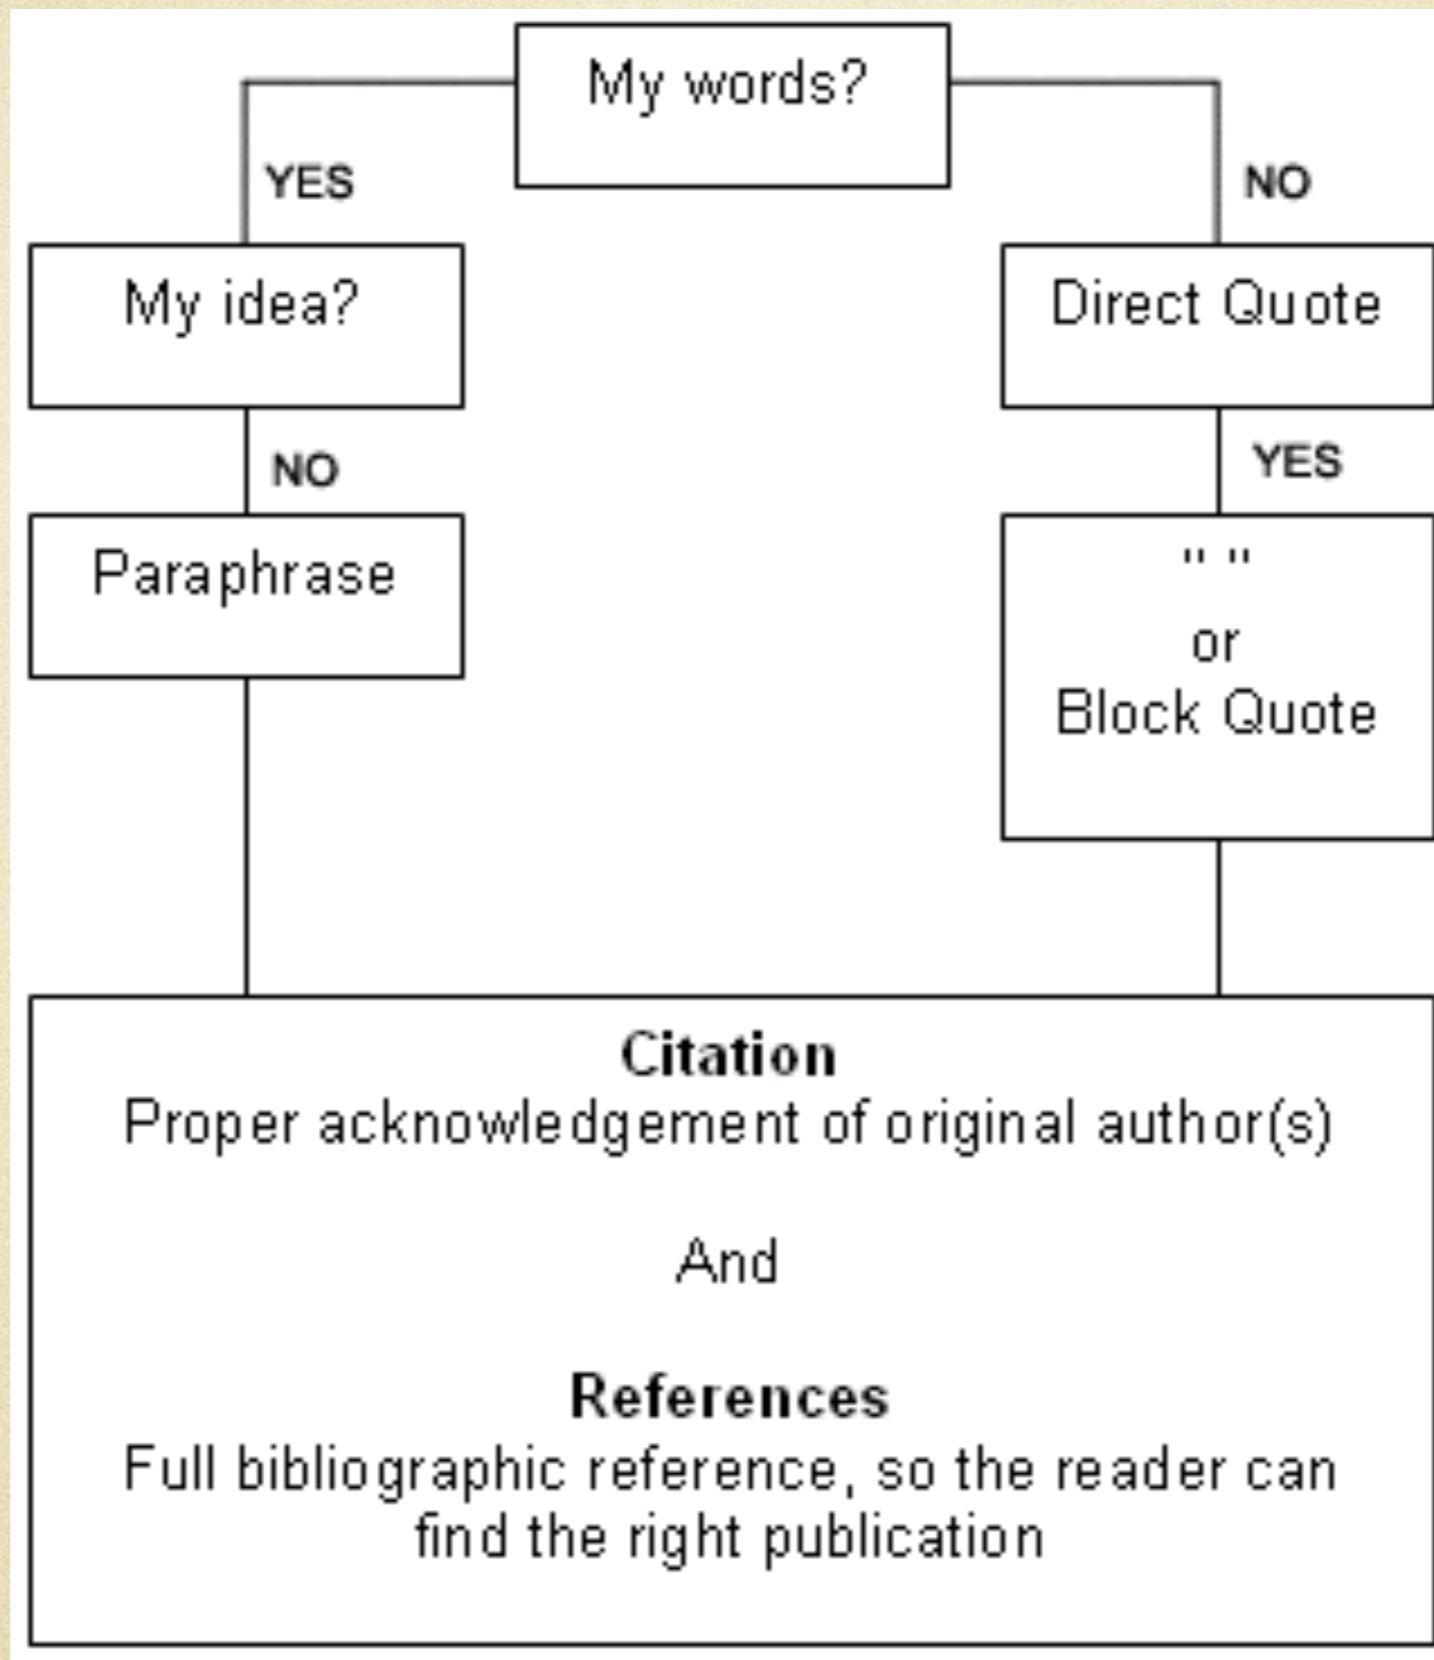 My words?
YES
NO
My idea?
Direct Quote
NO
YES
Paraphrase
" "
or
Block Quote
Citation
Proper acknowledgement of original author(s)
And
References
Full bibliographic reference, so the reader can
find the right publication